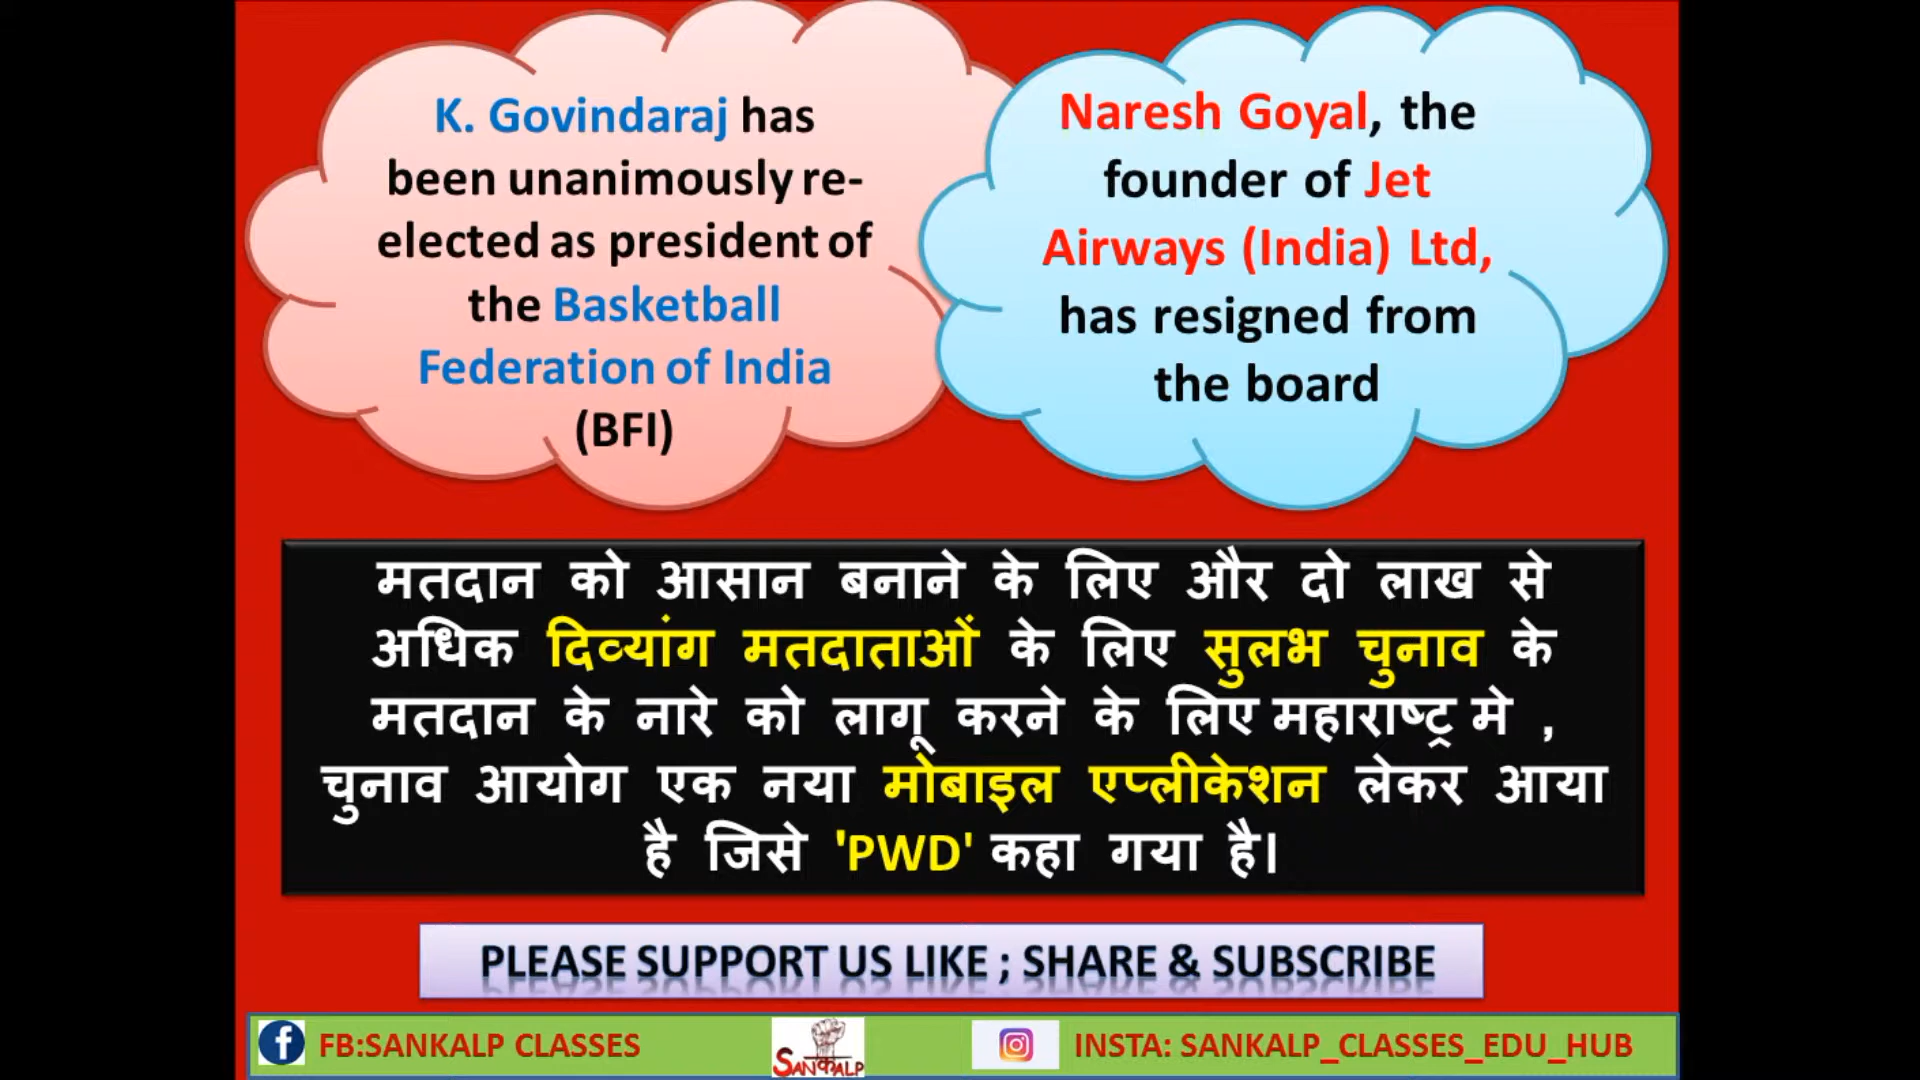 K. Govindaraj has
been unanimously re-
elected as president of
the Basketball
Federation of India
(BFI)
Naresh Goyal, the
founder of Jet
Airways (India) Ltd,
has resigned from
the board
मतदान को आसान बनाने के लिए और दो लाख से
अधिक दिव्यांग मतदाताओं के लिए सुलभ चुनाव के
मतदान के नारे को लागू करने के लिए महाराष्ट्र मे ,
चुनाव आयोग एक नया मोबाइल एप्लीकेशन लेकर आया
है जिसे 'PWD' कहा गया है।
PLEASE SUPPORT US LIKE ; SHARE & SUBSCRIBE
FB:SANKALP CLASSES
SANकALP
INSTA: SANKALP_CLASSES_EDU_HUB